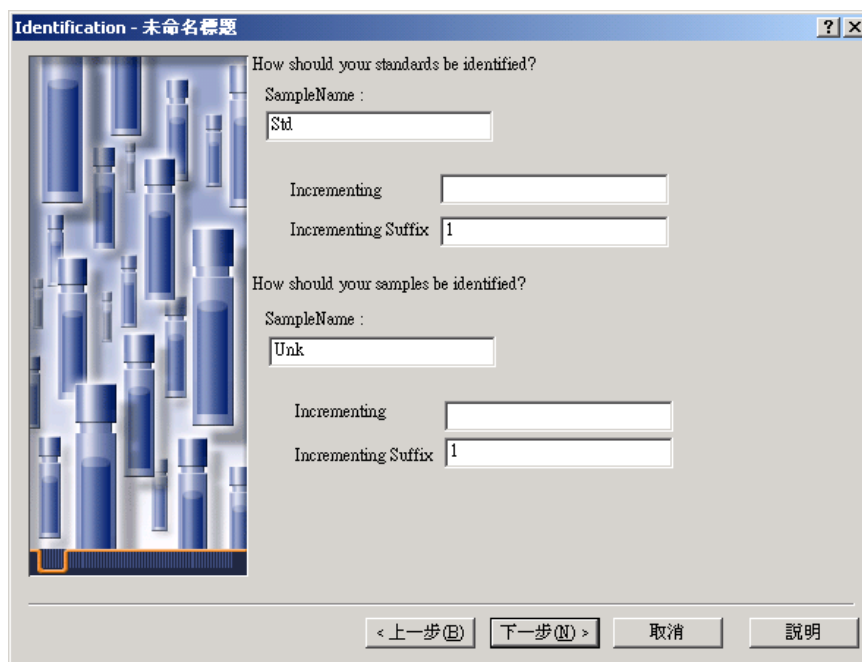 Identification - 未命名標題
How should your standards be identified?
SampleName :
Std
Incrementing
Incrementing Suffix 1
How should your samples be identified?
SampleName :
Unk
Incrementing
Incrementing Suffix 1
< 上一步(B) 下一步(N) > 取消 說明